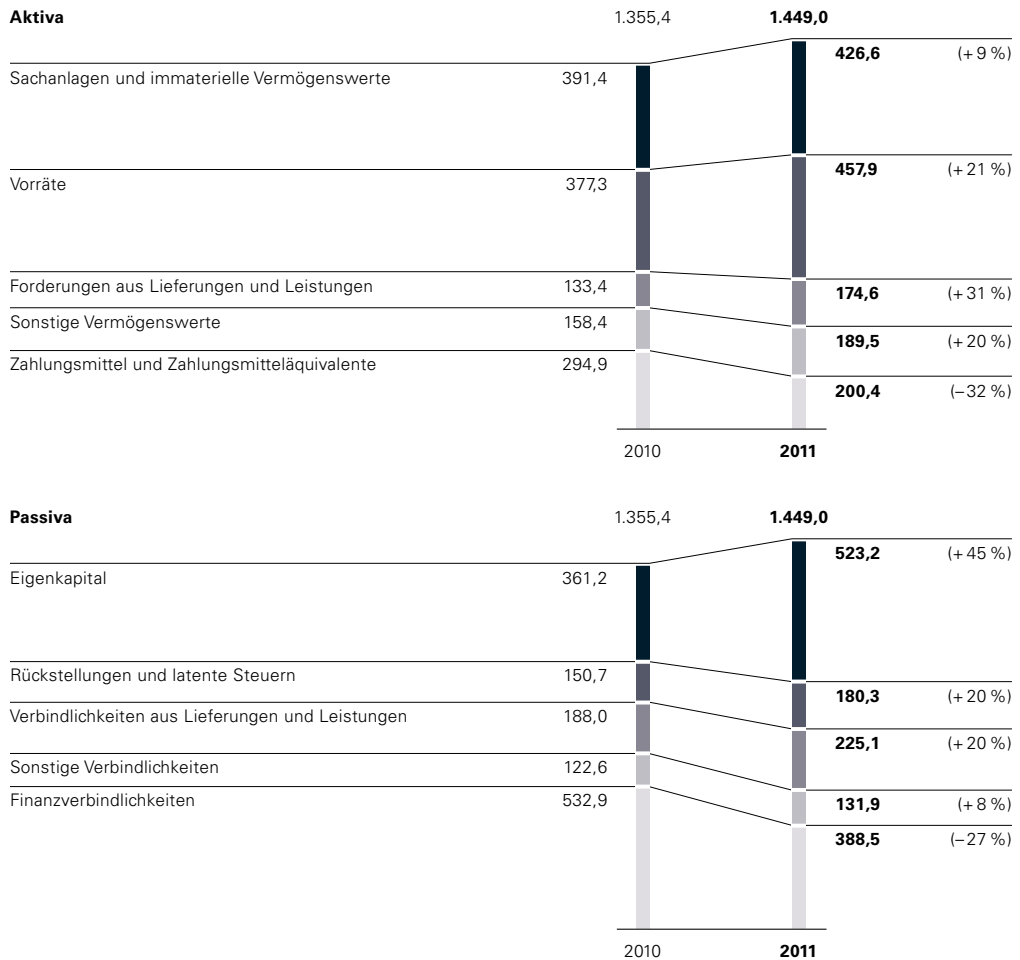 Aktiva 1.355,4 1.449,0
Sachanlagen und immaterielle Vermögenswerte 391,4 426,6 (+ 9 %)
Vorräte 377,3 457,9 (+ 21 %)
Forderungen aus Lieferungen und Leistungen 133,4 174,6 (+ 31 %)
Sonstige Vermögenswerte 158,4 189,5 (+ 20 %)
Zahlungsmittel und Zahlungsmitteläquivalente 294,9 200,4 (– 32 %)
2010 2011
Passiva 1.355,4 1.449,0
Eigenkapital 361,2 523,2 (+ 45 %)
Rückstellungen und latente Steuern 150,7 180,3 (+ 20 %)
Verbindlichkeiten aus Lieferungen und Leistungen 188,0 225,1 (+ 20 %)
Sonstige Verbindlichkeiten 122,6 131,9 (+ 8 %)
Finanzverbindlichkeiten 532,9 388,5 (– 27 %)
2010 2011